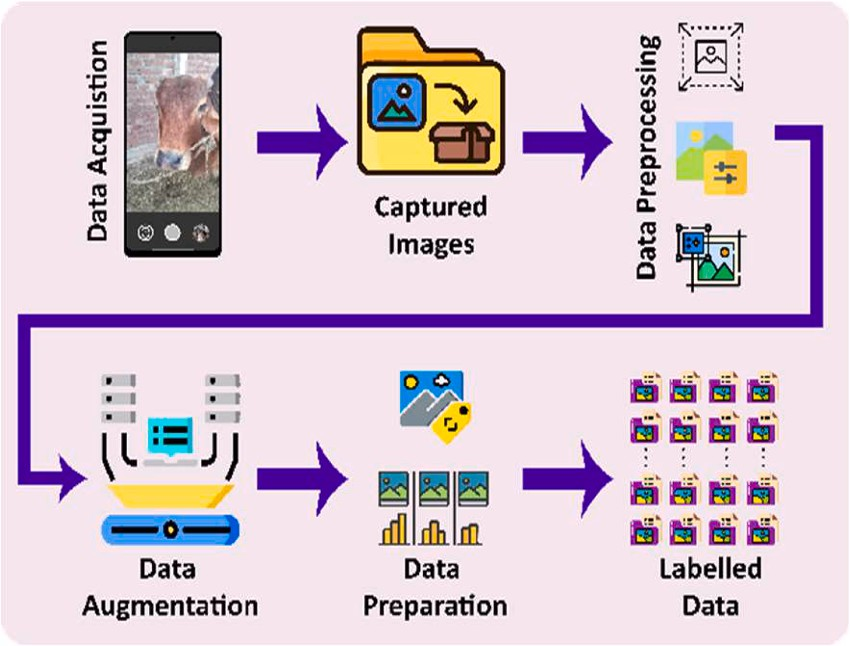 Data Acquistion
Captured
Images
Data Preprocessing
Data
Augmentation
Data
Preparation
Labelled
Data